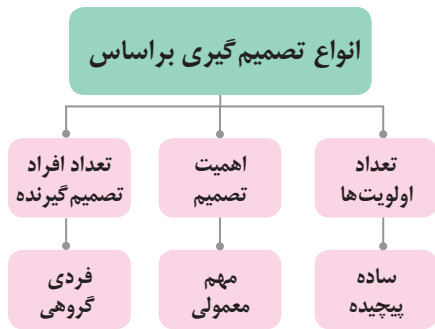 انواع تصمیم‌گیری براساس
تعداد
اولویت‌ها
اهمیت
تصمیم
تعداد افراد
تصمیم‌گیرنده
ساده
پیچیده
مهم
معمولی
فردی
گروهی